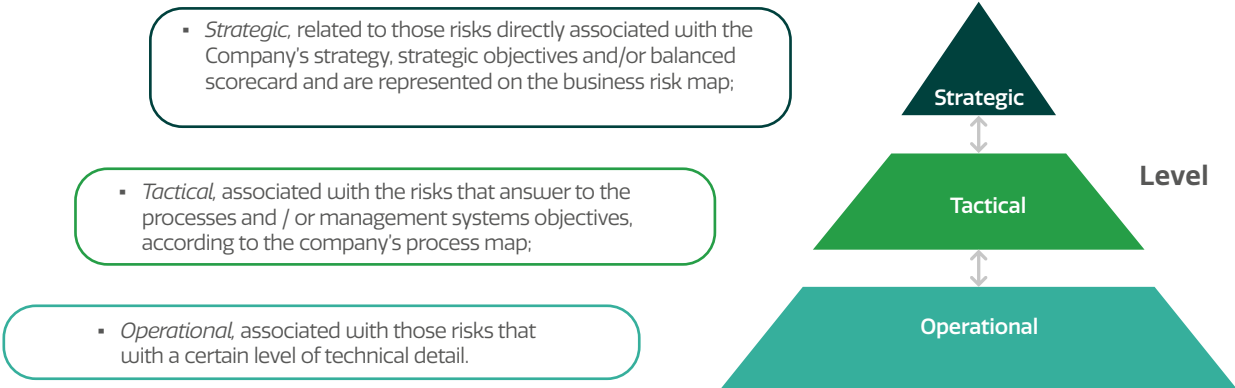 ▪ Strategic, related to those risks directly associated with the
Company's strategy, strategic objectives and/or balanced
scorecard and are represented on the business risk map;
Strategic
▪ Tactical, associated with the risks that answer to the
processes and / or management systems objectives,
according to the company's process map;
Tactical
Level
▪ Operational, associated with those risks that
with a certain level of technical detail.
Operational